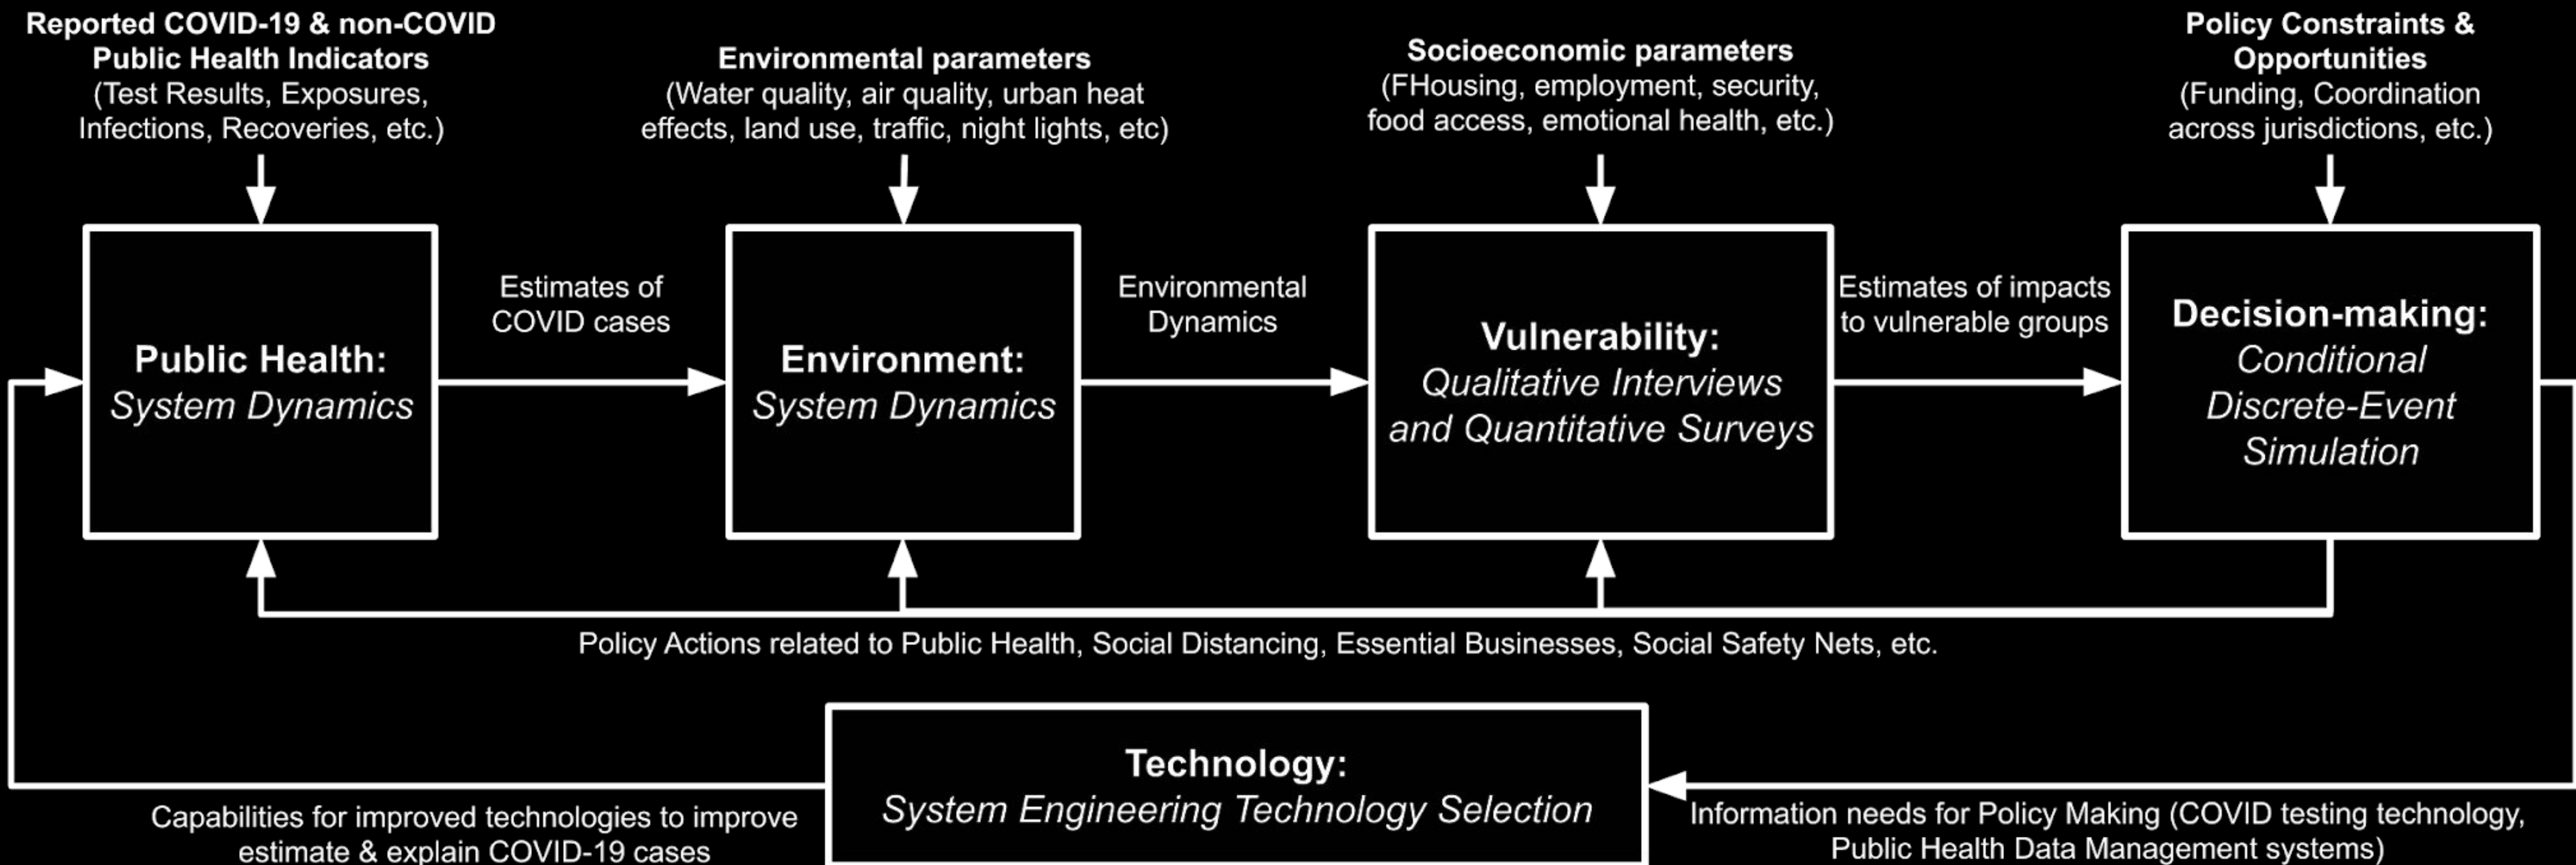 Reported COVID-19 & non-COVID
Public Health Indicators
(Test Results, Exposures,
Infections, Recoveries, etc.)
Environmental parameters
(Water quality, air quality, urban heat
effects, land use, traffic, night lights, etc)
Socioeconomic parameters
(FHousing, employment, security,
food access, emotional health, etc.)
Policy Constraints &
Opportunities
(Funding, Coordination
across jurisdictions, etc.)
Public Health:
System Dynamics
Estimates of
COVID cases
Environment:
System Dynamics
Environmental
Dynamics
Vulnerability:
Qualitative Interviews
and Quantitative Surveys
Estimates of impacts
to vulnerable groups
Decision-making:
Conditional
Discrete-Event
Simulation
Policy Actions related to Public Health, Social Distancing, Essential Businesses, Social Safety Nets, etc.
Technology:
System Engineering Technology Selection
Capabilities for improved technologies to improve
estimate & explain COVID-19 cases
Information needs for Policy Making (COVID testing technology,
Public Health Data Management systems)